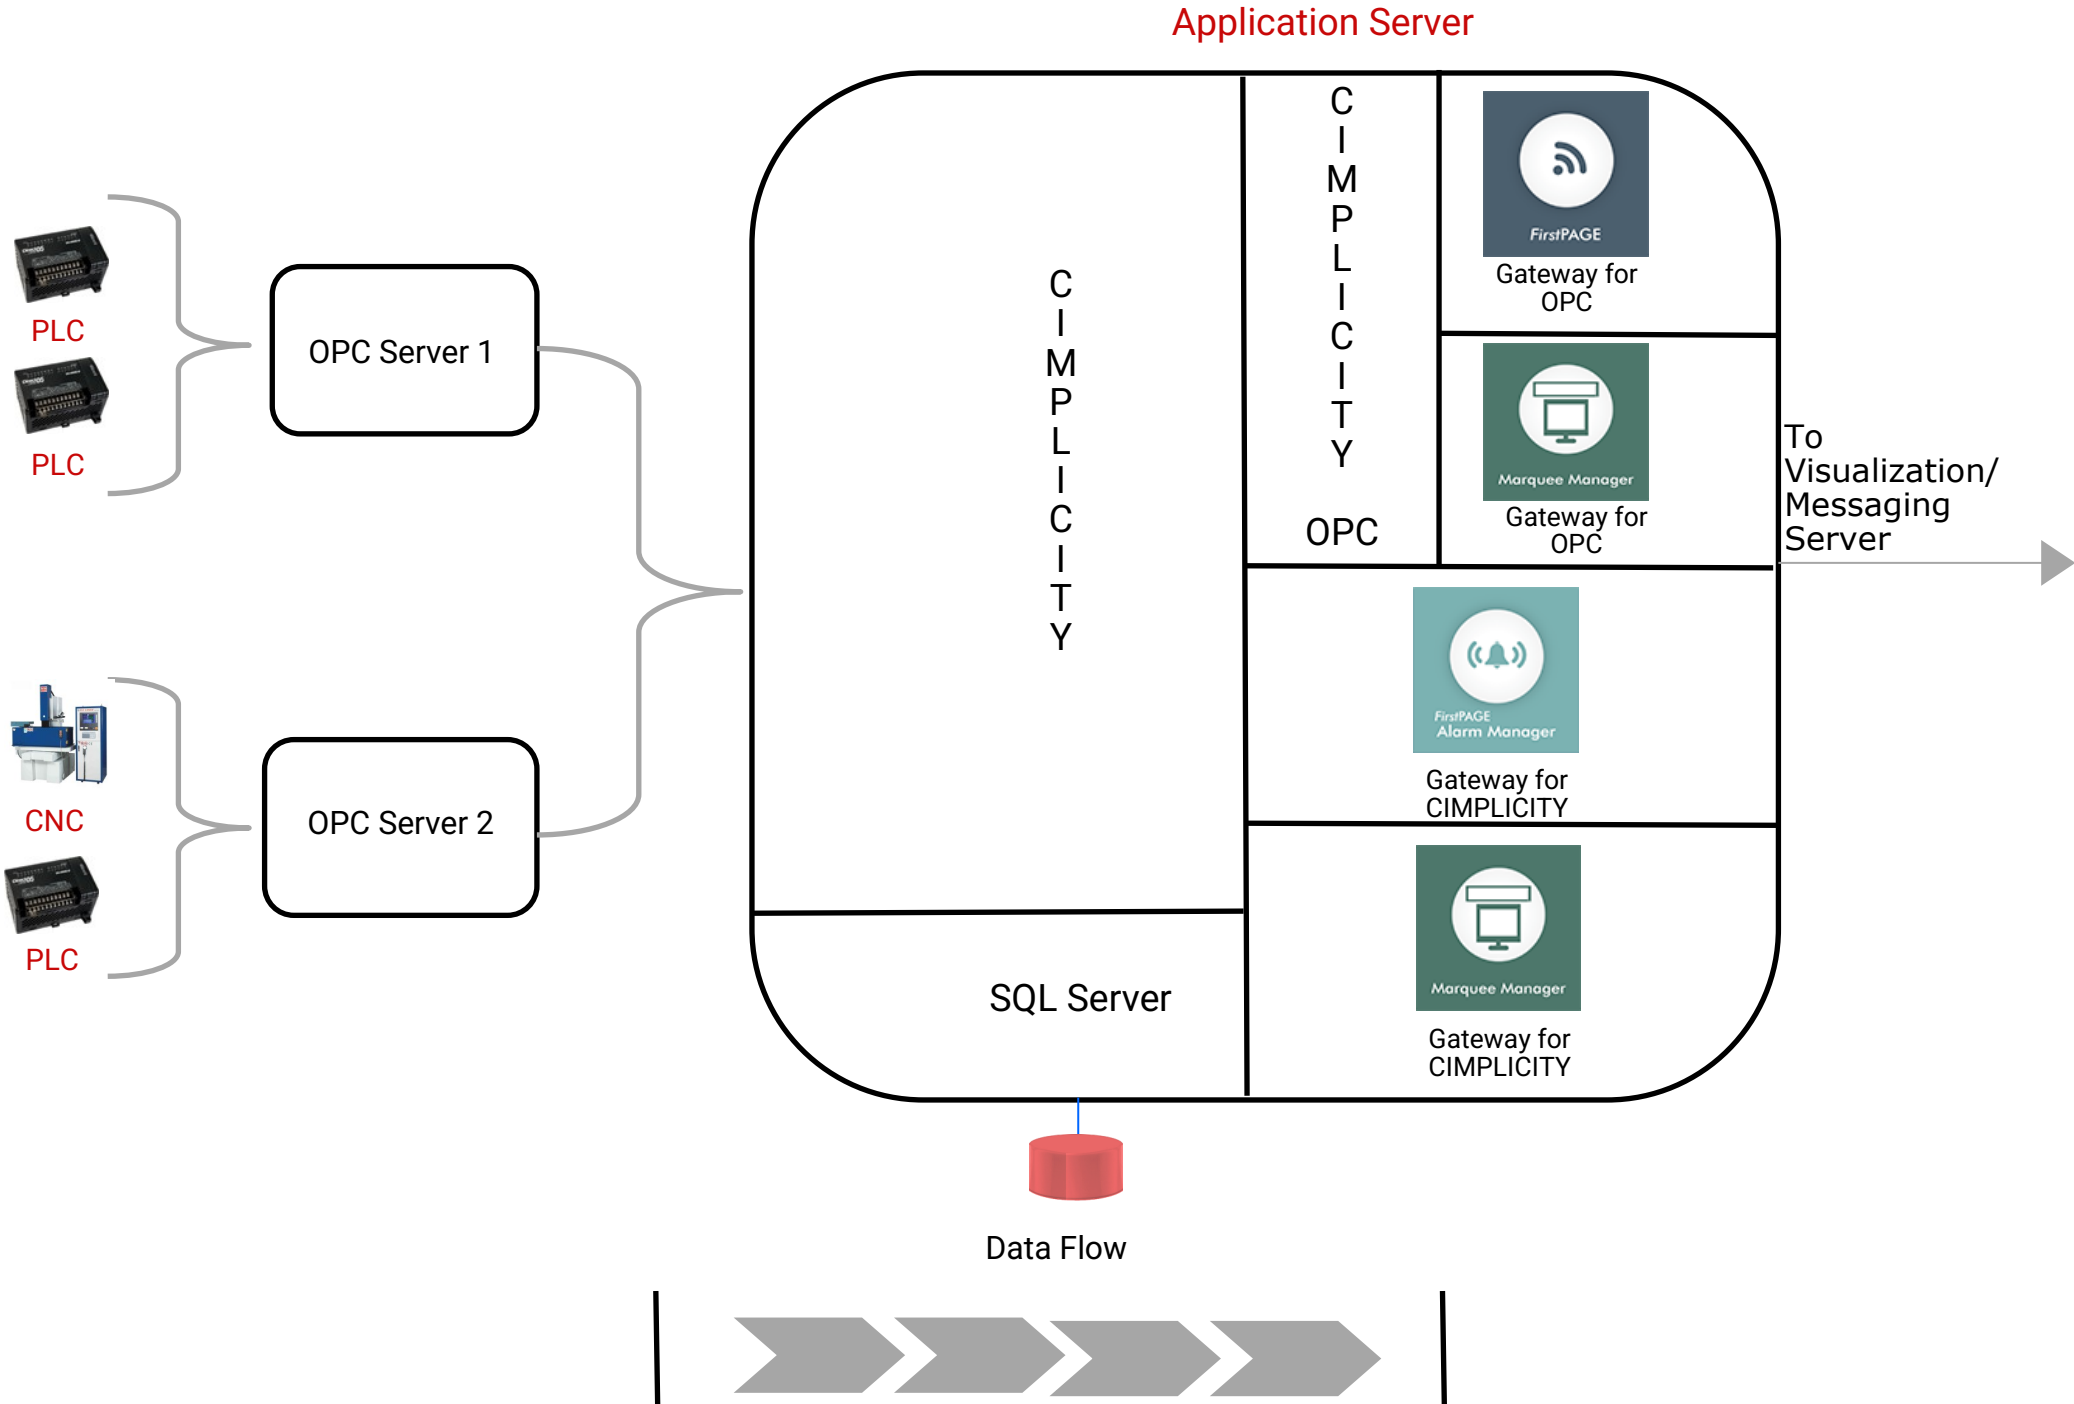 Application Server
PLC
PLC
OPC Server 1
CNC
PLC
OPC Server 2
C
I
M
P
L
I
C
I
T
Y
SQL Server
C
I
M
P
L
I
C
I
T
Y
OPC
FirstPAGE
Gateway for
OPC
Marquee Manager
Gateway for
OPC
FirstPAGE
Alarm Manager
Gateway for
CIMPLICITY
Marquee Manager
Gateway for
CIMPLICITY
To
Visualization/
Messaging
Server
Data Flow